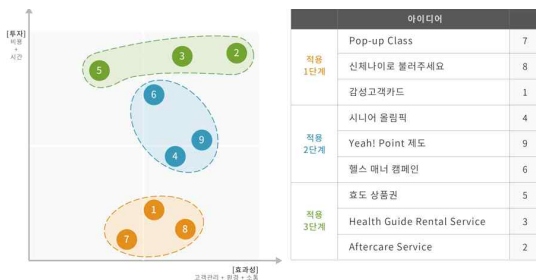 [투자]
비용
+
시간
5
3
2
6
9
4
1
7
8
[효과성]
고객관리 + 환경 + 소통
아이디어
적용
1단계
Pop-up Class 7
신체나이로 불러주세요 8
감성고객카드 1
적용
2단계
시니어 올림픽 4
Yeah! Point 제도 9
헬스 매너 캠페인 6
적용
3단계
효도 상품권 5
Health Guide Rental Service 3
Aftercare Service 2